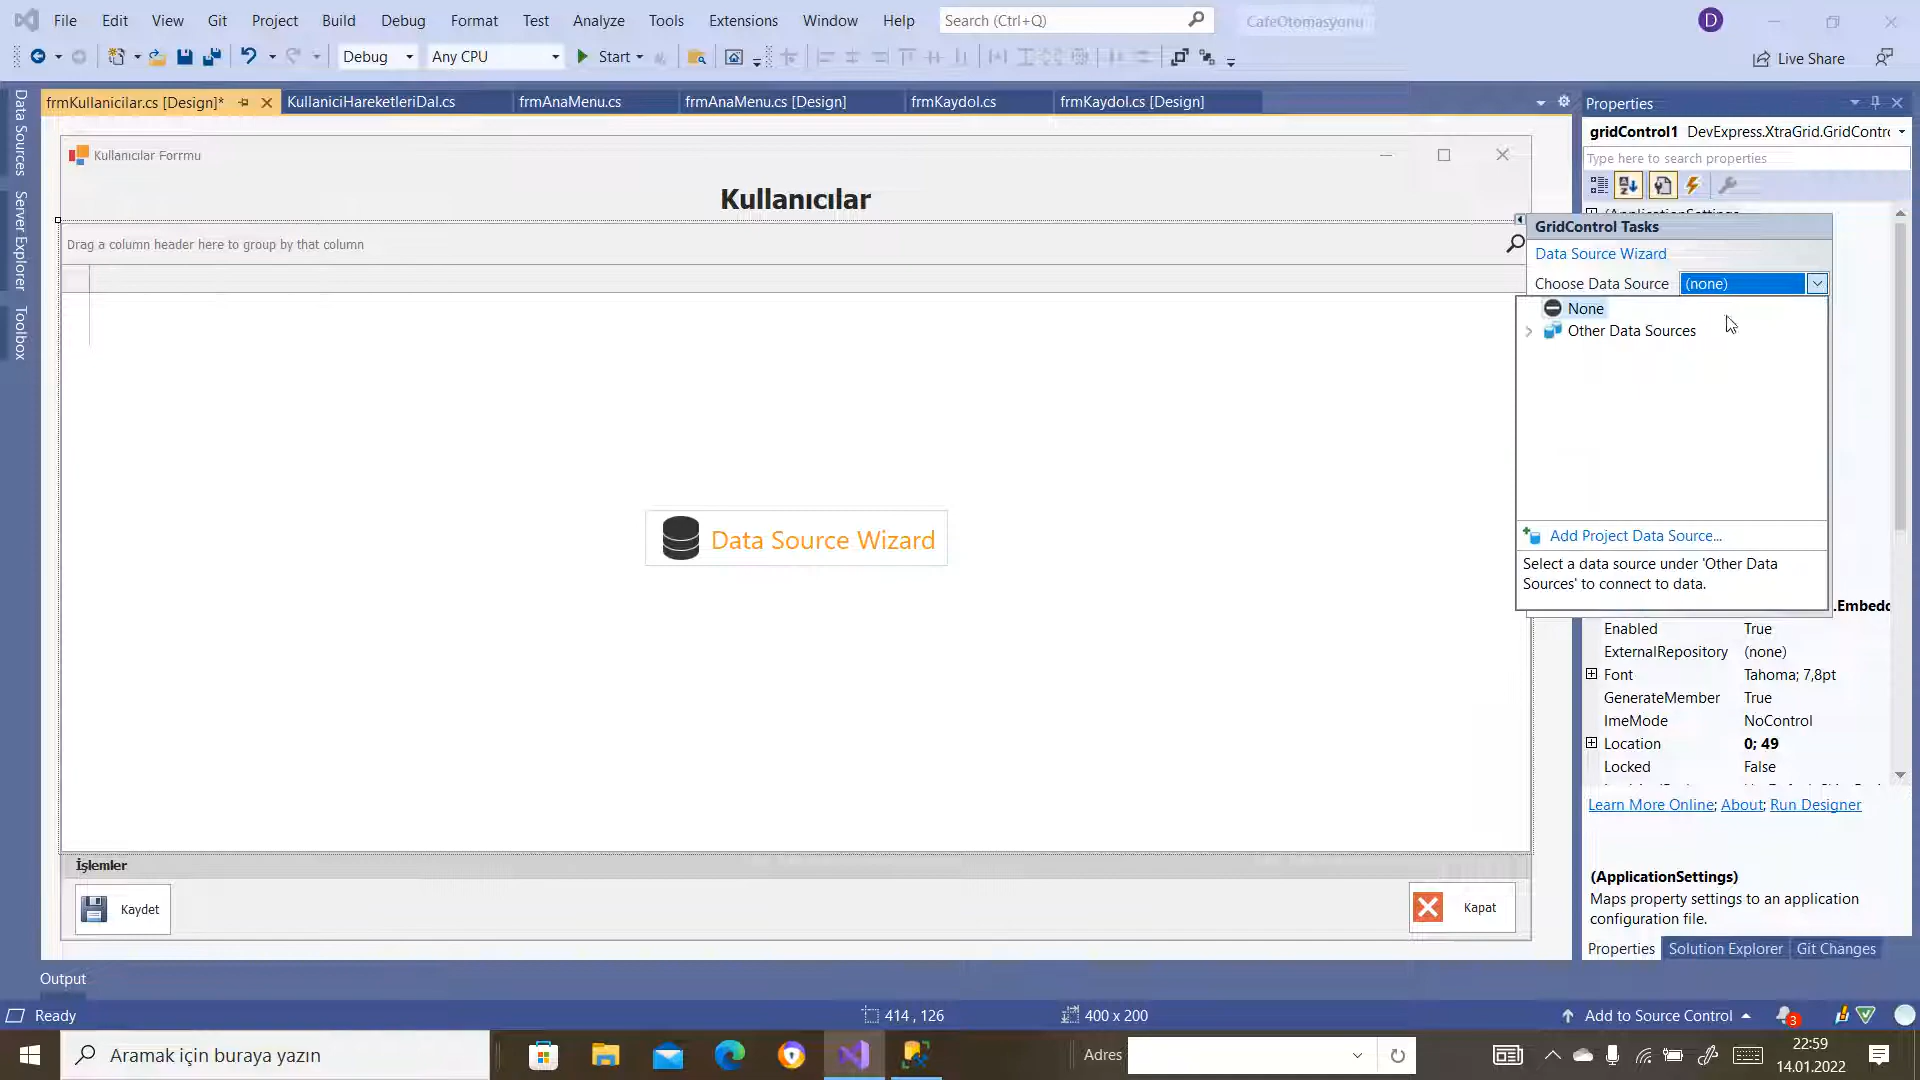 File Edit View Git Project Build Debug Format Test Analyze Tools Extensions Window Help Search (Ctrl+Q) CafeOtomasyonu D
Debug Any CPU Start Live Share
frmKullanicilar.cs [Design]* KullaniciHareketleriDal.cs frmAnaMenu.cs frmAnaMenu.cs [Design] frmKaydol.cs frmKaydol.cs [Design]
Data Sources
Server Explorer
Toolbox
Kullanıcılar Forrmu
Kullanıcılar
Drag a column header here to group by that column
Data Source Wizard
İşlemler
Kaydet
Kapat
Properties
gridControl1 DevExpress.XtraGrid.GridContro
Type here to search properties
GridControl Tasks
Data Source Wizard
Choose Data Source (none)
None
Other Data Sources
Add Project Data Source...
Select a data source under 'Other Data
Sources' to connect to data.
Enabled True
ExternalRepository (none)
Font Tahoma; 7,8pt
GenerateMember True
ImeMode NoControl
Location 0; 49
Locked False
Learn More Online; About; Run Designer
(ApplicationSettings)
Maps property settings to an application
configuration file.
Properties Solution Explorer Git Changes
Output
Ready 414 , 126 400 x 200 Add to Source Control 3
Aramak için buraya yazın Adres 22:59
14.01.2022